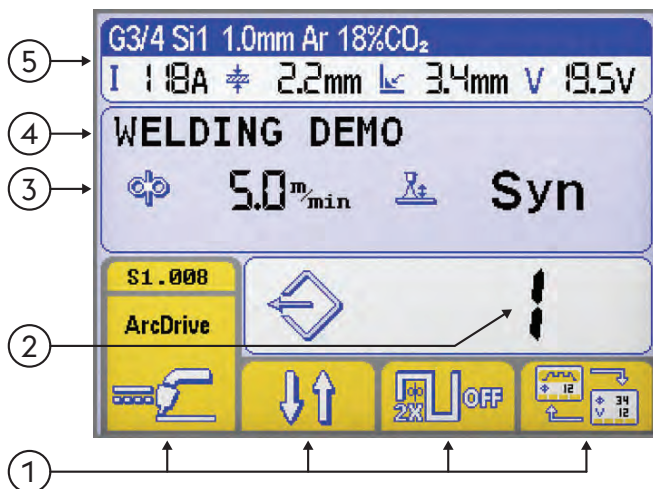 G3/4 Si1 1.0mm Ar 18%CO₂
I 118A 2.2mm 3.4mm V 19.5V
WELDING DEMO
5.0 m/min Syn
S1.008
ArcDrive
1
2X OFF
12 34
V 12
5
4
3
2
1